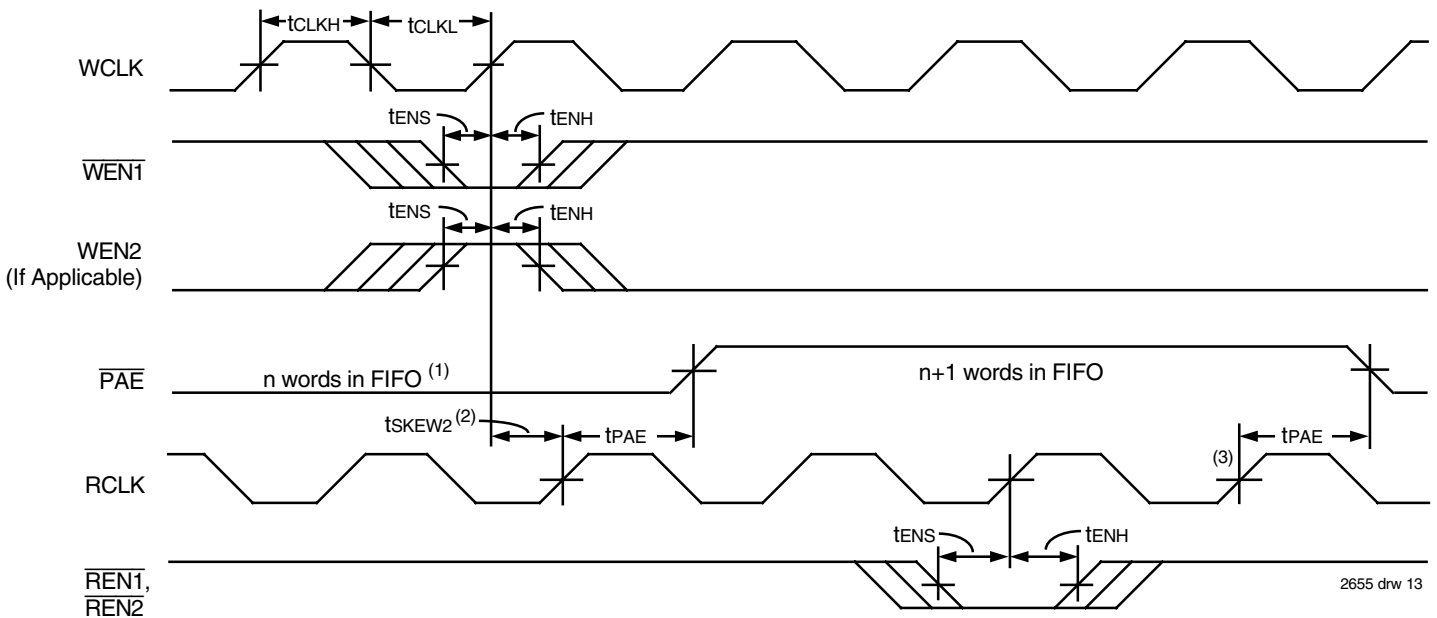 tCLKH tCLKL
WCLK
tENS tENH
WEN1
tENS tENH
WEN2
(If Applicable)
PAE
n words in FIFO (1)
n+1 words in FIFO
tSKEW2 (2) tPAE
tPAE
(3)
RCLK
tENS tENH
REN1,
REN2
2655 drw 13